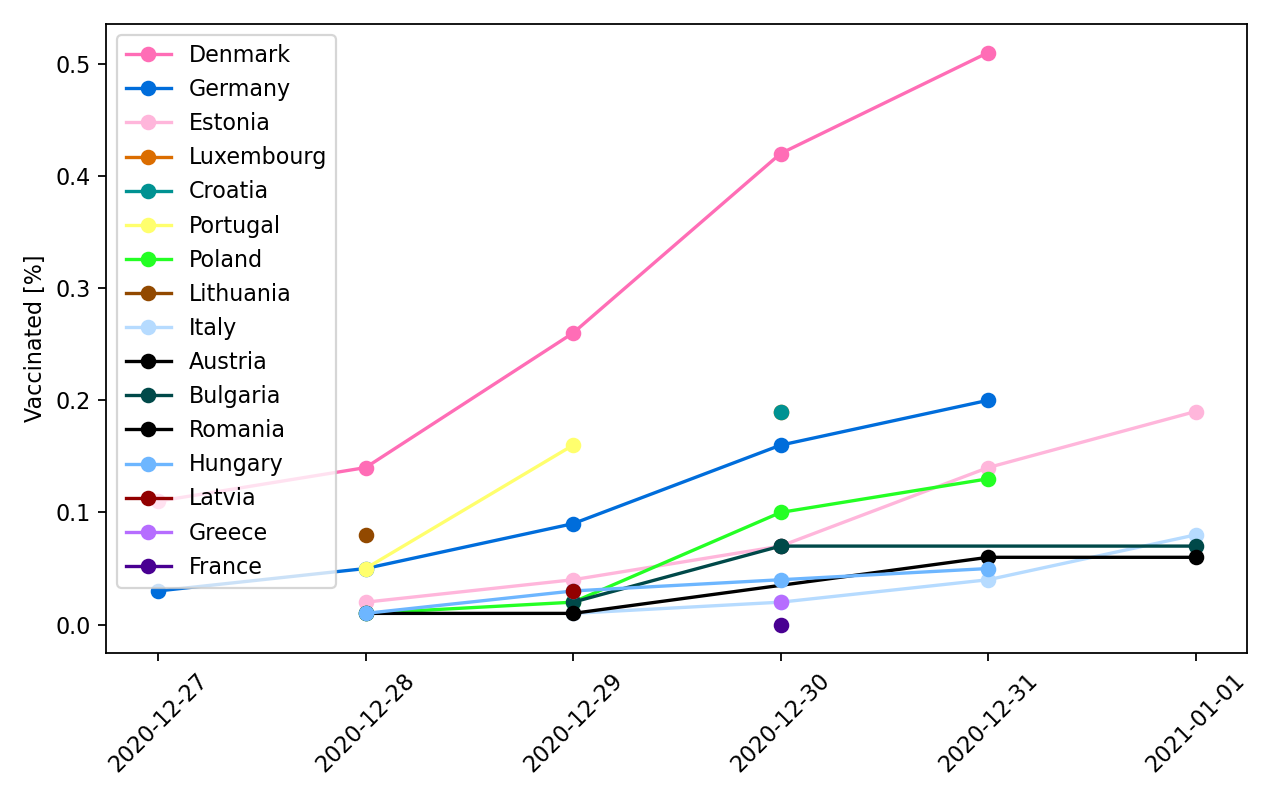 Vaccinated [%]
0.5
0.4
0.3
0.2
0.1
0.0
Denmark
Germany
Estonia
Luxembourg
Croatia
Portugal
Poland
Lithuania
Italy
Austria
Bulgaria
Romania
Hungary
Latvia
Greece
France
2020-12-27
2020-12-28
2020-12-29
2020-12-30
2020-12-31
2021-01-01